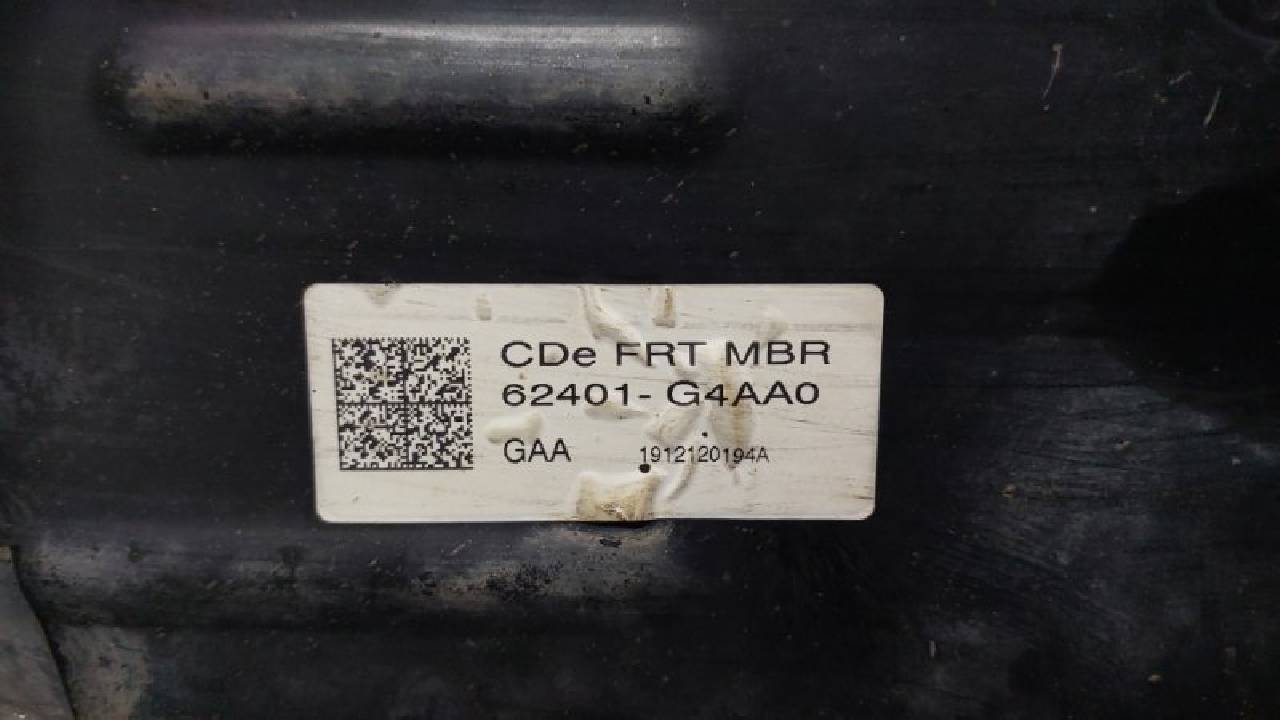 CDe FRT MBR
62401- G4AA0
GAA 1912120194A